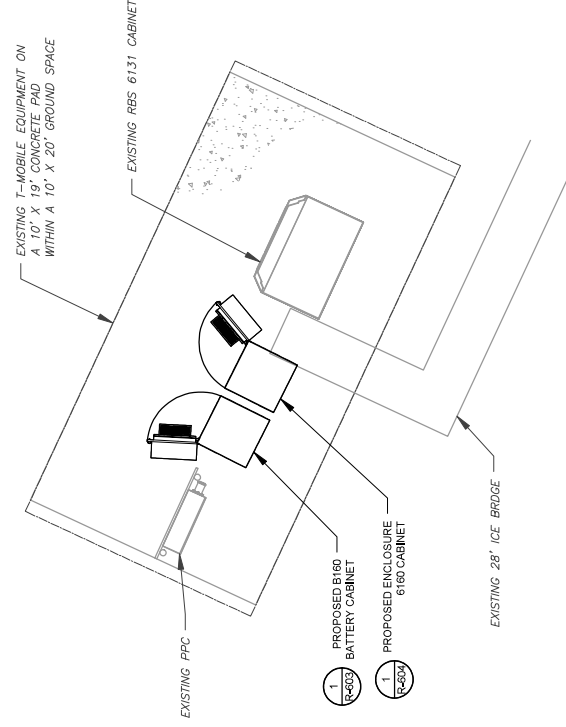 EXISTING T-MOBILE EQUIPMENT ON
A 10' X 19' CONCRETE PAD
WITHIN A 10' X 20' GROUND SPACE
EXISTING RBS 6131 CABINET
EXISTING PPC
1
R-603
PROPOSED B160
BATTERY CABINET
1
R-604
PROPOSED ENCLOSURE
6160 CABINET
EXISTING 28' ICE BRDGE